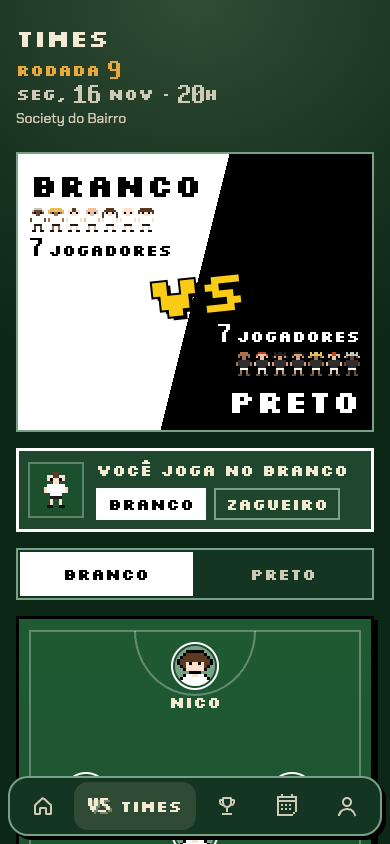 TIMES
RODADA 9
SEG, 16 NOV · 20H
Society do Bairro
BRANCO
7 JOGADORES
VS
7 JOGADORES
PRETO
VOCÊ JOGA NO BRANCO
BRANCO ZAGUEIRO
BRANCO PRETO
NICO
VS TIMES